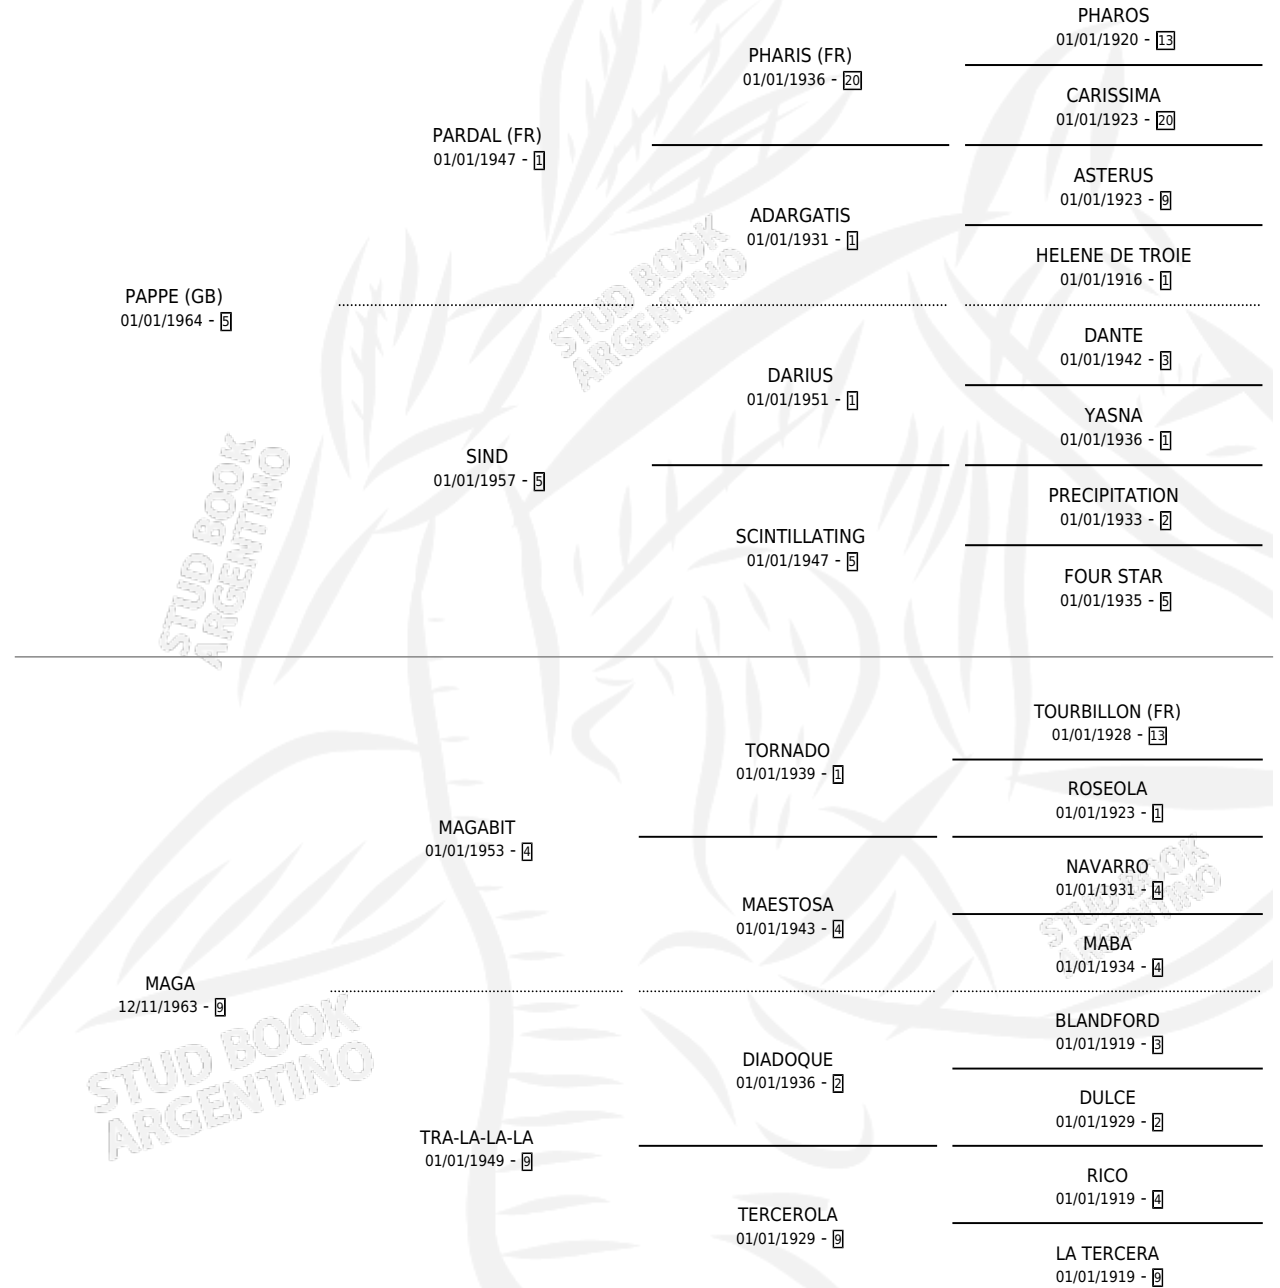 PHAROS
01/01/1920 - 13
PHARIS (FR)
01/01/1936 - 20
CARISSIMA
01/01/1923 - 20
PARDAL (FR)
01/01/1947 - 1
ASTERUS
01/01/1923 - 9
ADARGATIS
01/01/1931 - 1
HELENE DE TROIE
01/01/1916 - 1
PAPPE (GB)
01/01/1964 - 5
DANTE
01/01/1942 - 3
DARIUS
01/01/1951 - 1
YASNA
01/01/1936 - 1
SIND
01/01/1957 - 5
PRECIPITATION
01/01/1933 - 2
SCINTILLATING
01/01/1947 - 5
FOUR STAR
01/01/1935 - 5
STUD BOOK
ARGENTINO
STUD BOOK
ARGENTINO
TOURBILLON (FR)
01/01/1928 - 13
TORNADO
01/01/1939 - 1
ROSEOLA
01/01/1923 - 1
MAGABIT
01/01/1953 - 4
NAVARRO
01/01/1931 - 4
MAESTOSA
01/01/1943 - 4
MABA
01/01/1934 - 4
MAGA
12/11/1963 - 9
BLANDFORD
01/01/1919 - 3
DIADOQUE
01/01/1936 - 2
DULCE
01/01/1929 - 2
TRA-LA-LA-LA
01/01/1949 - 9
RICO
01/01/1919 - 4
TERCEROLA
01/01/1929 - 9
LA TERCERA
01/01/1919 - 9
STUD BOOK
ARGENTINO
STUD BOOK
ARGENTINO